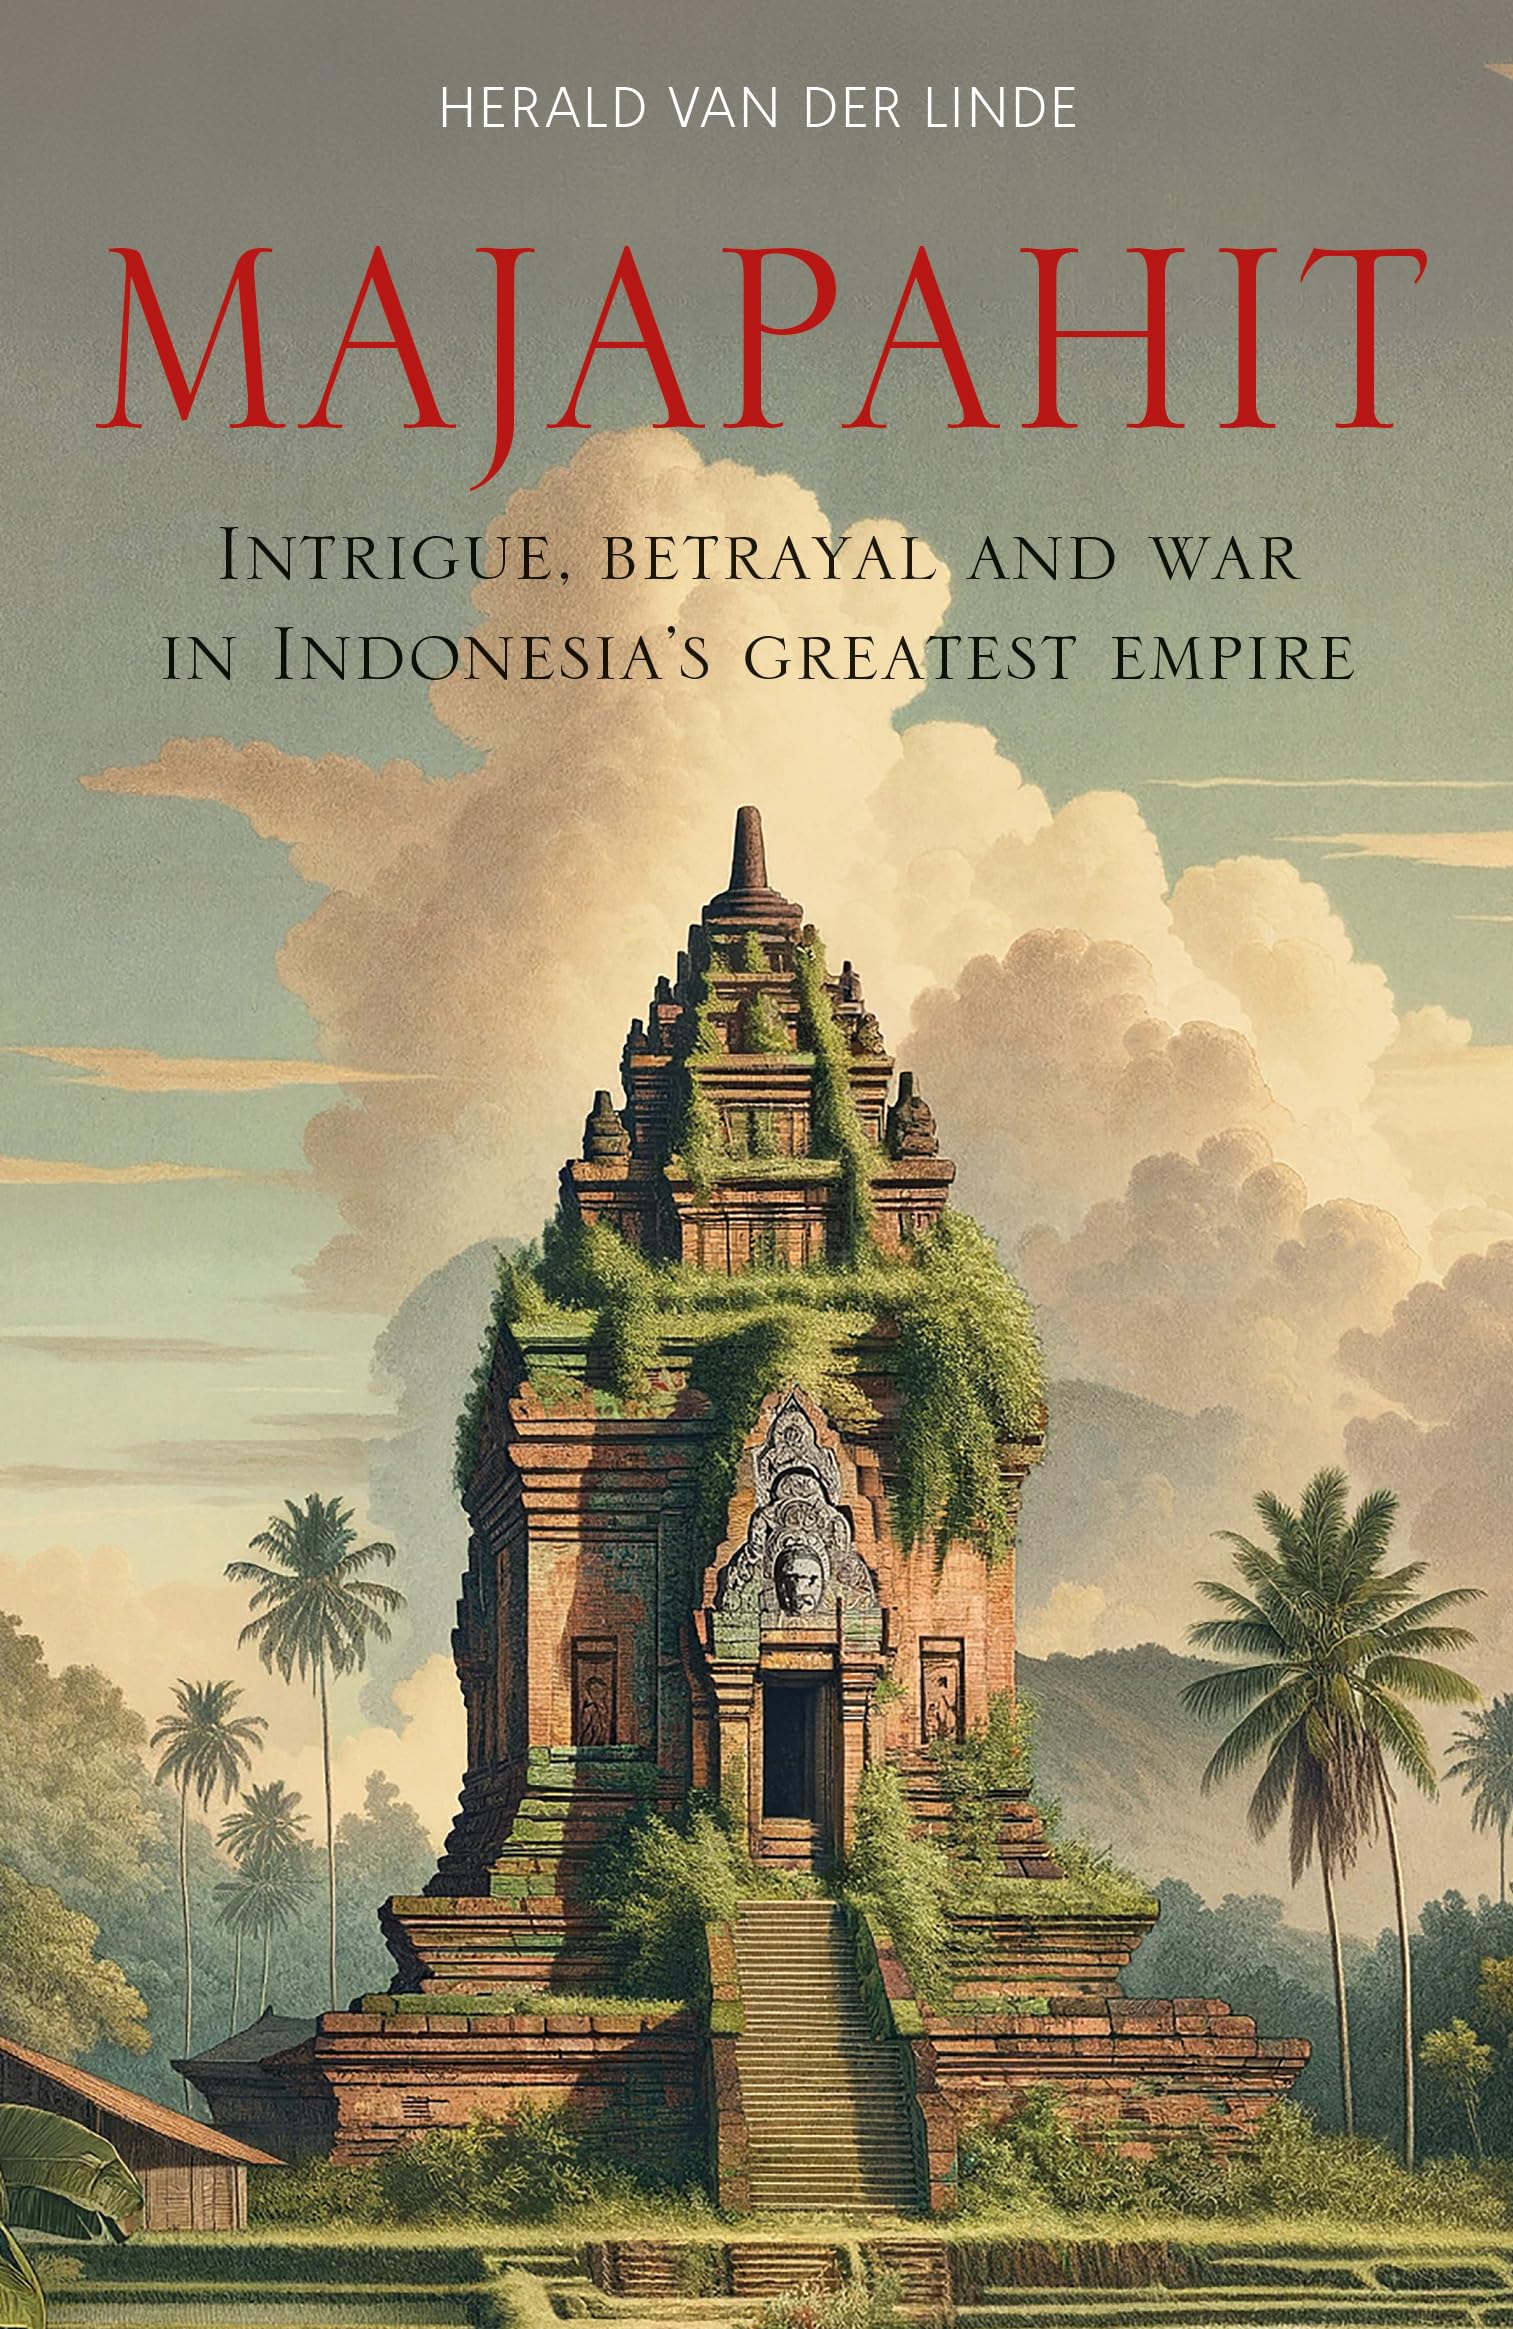 HERALD VAN DER LINDE
MAJAPAHIT
INTRIGUE, BETRAYAL AND WAR
IN INDONESIA'S GREATEST EMPIRE